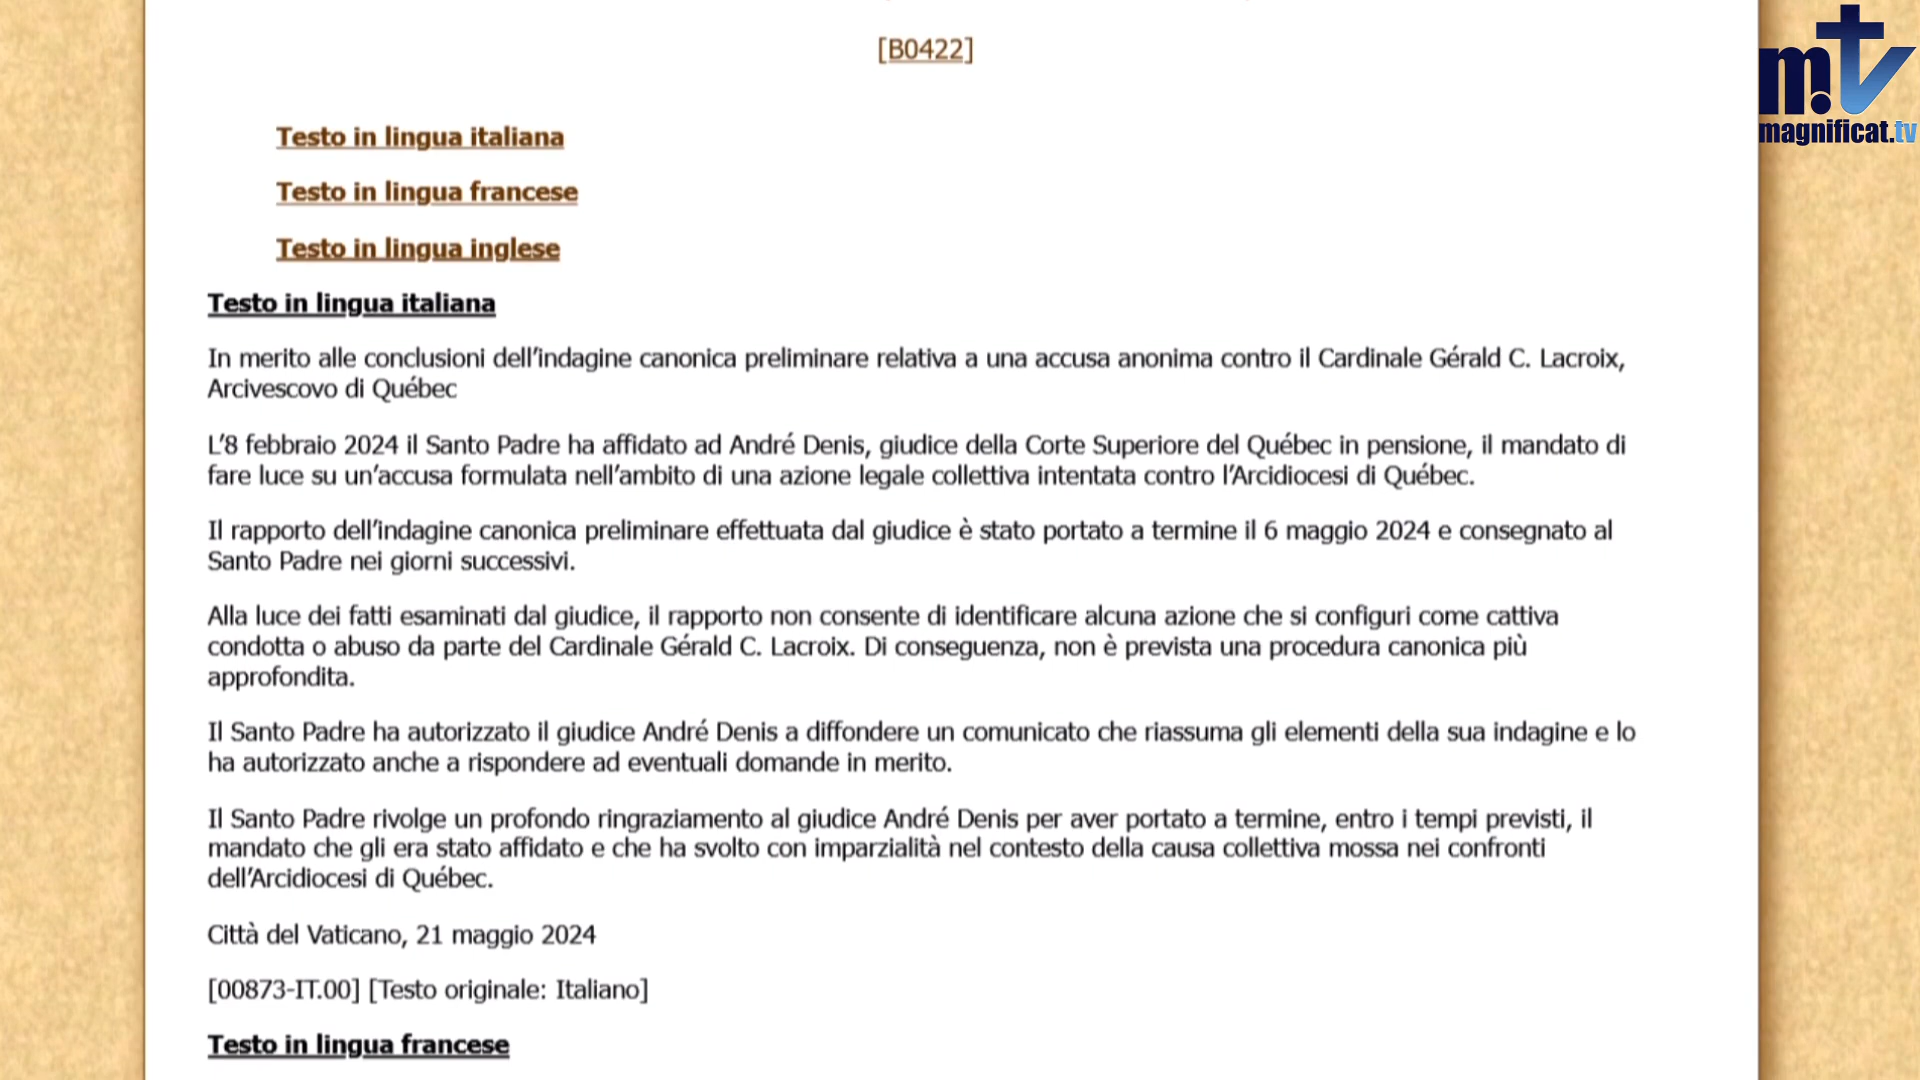 [B0422]
mtv
magnificat.tv
Testo in lingua italiana
Testo in lingua francese
Testo in lingua inglese
Testo in lingua italiana
In merito alle conclusioni dell’indagine canonica preliminare relativa a una accusa anonima contro il Cardinale Gérald C. Lacroix,
Arcivescovo di Québec
L’8 febbraio 2024 il Santo Padre ha affidato ad André Denis, giudice della Corte Superiore del Québec in pensione, il mandato di
fare luce su un’accusa formulata nell’ambito di una azione legale collettiva intentata contro l’Arcidiocesi di Québec.
Il rapporto dell’indagine canonica preliminare effettuata dal giudice è stato portato a termine il 6 maggio 2024 e consegnato al
Santo Padre nei giorni successivi.
Alla luce dei fatti esaminati dal giudice, il rapporto non consente di identificare alcuna azione che si configuri come cattiva
condotta o abuso da parte del Cardinale Gérald C. Lacroix. Di conseguenza, non è prevista una procedura canonica più
approfondita.
Il Santo Padre ha autorizzato il giudice André Denis a diffondere un comunicato che riassuma gli elementi della sua indagine e lo
ha autorizzato anche a rispondere ad eventuali domande in merito.
Il Santo Padre rivolge un profondo ringraziamento al giudice André Denis per aver portato a termine, entro i tempi previsti, il
mandato che gli era stato affidato e che ha svolto con imparzialità nel contesto della causa collettiva mossa nei confronti
dell’Arcidiocesi di Québec.
Città del Vaticano, 21 maggio 2024
[00873-IT.00] [Testo originale: Italiano]
Testo in lingua francese